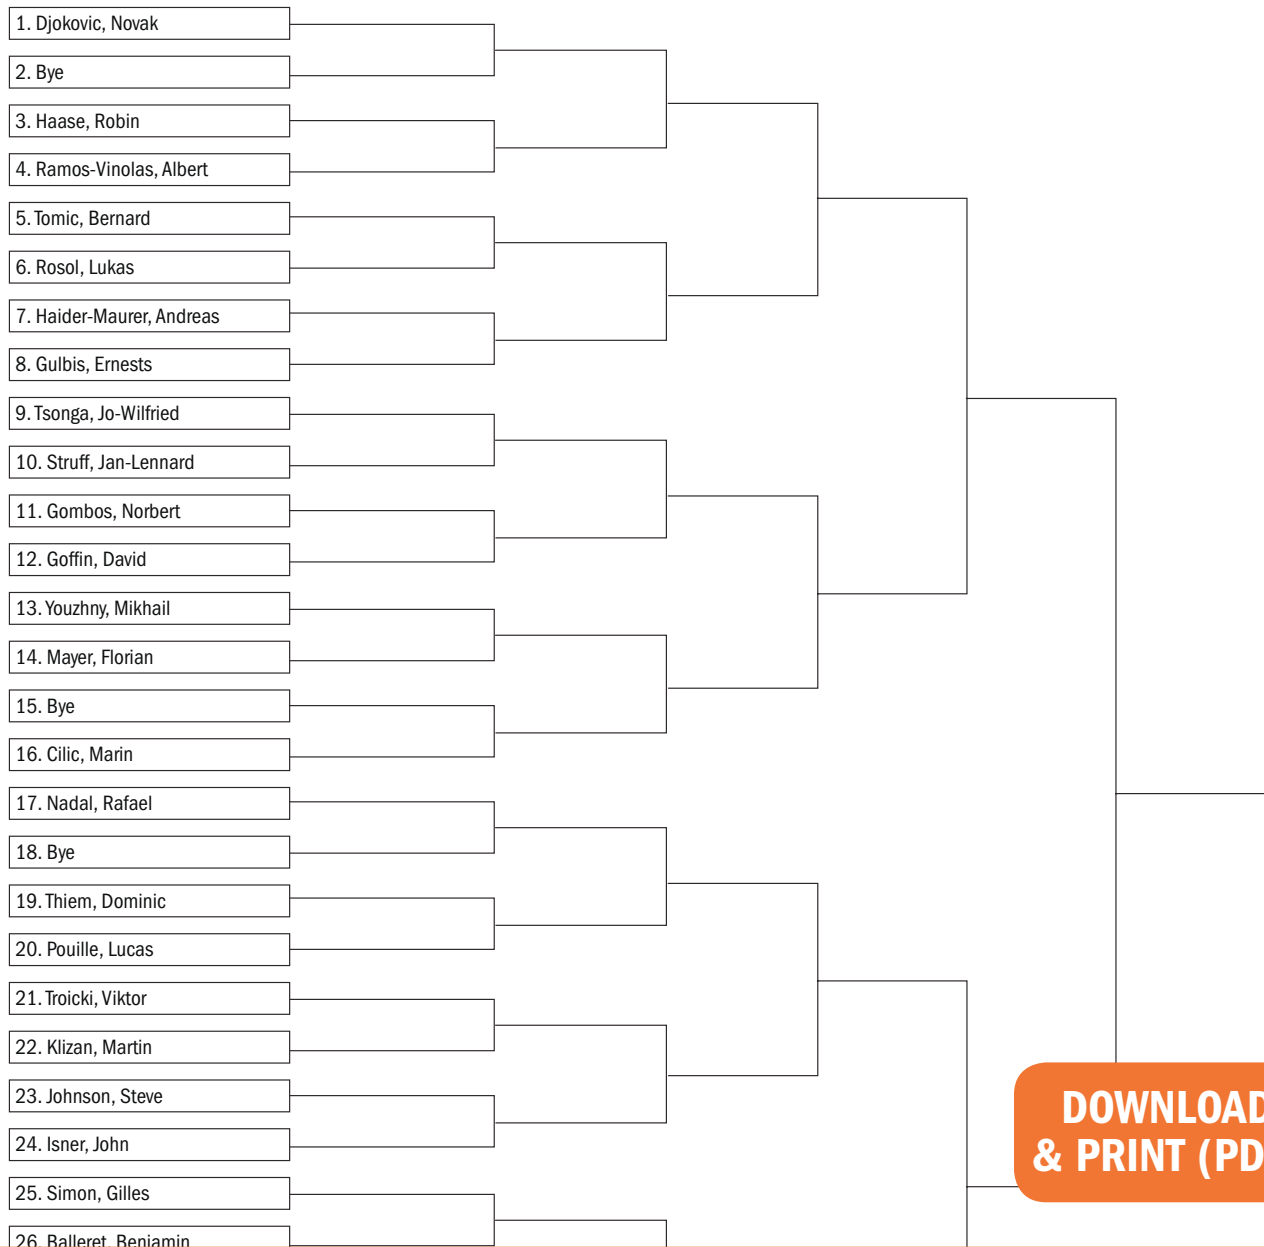 1. Djokovic, Novak
2. Bye
3. Haase, Robin
4. Ramos-Vinolas, Albert
5. Tomic, Bernard
6. Rosol, Lukas
7. Haider-Maurer, Andreas
8. Gulbis, Ernests
9. Tsonga, Jo-Wilfried
10. Struff, Jan-Lennard
11. Gombos, Norbert
12. Goffin, David
13. Youzhny, Mikhail
14. Mayer, Florian
15. Bye
16. Cilic, Marin
17. Nadal, Rafael
18. Bye
19. Thiem, Dominic
20. Pouille, Lucas
21. Troicki, Viktor
22. Klizan, Martin
23. Johnson, Steve
24. Isner, John
25. Simon, Gilles
26. Balleret, Benjamin
DOWNLOAD
& PRINT (PD